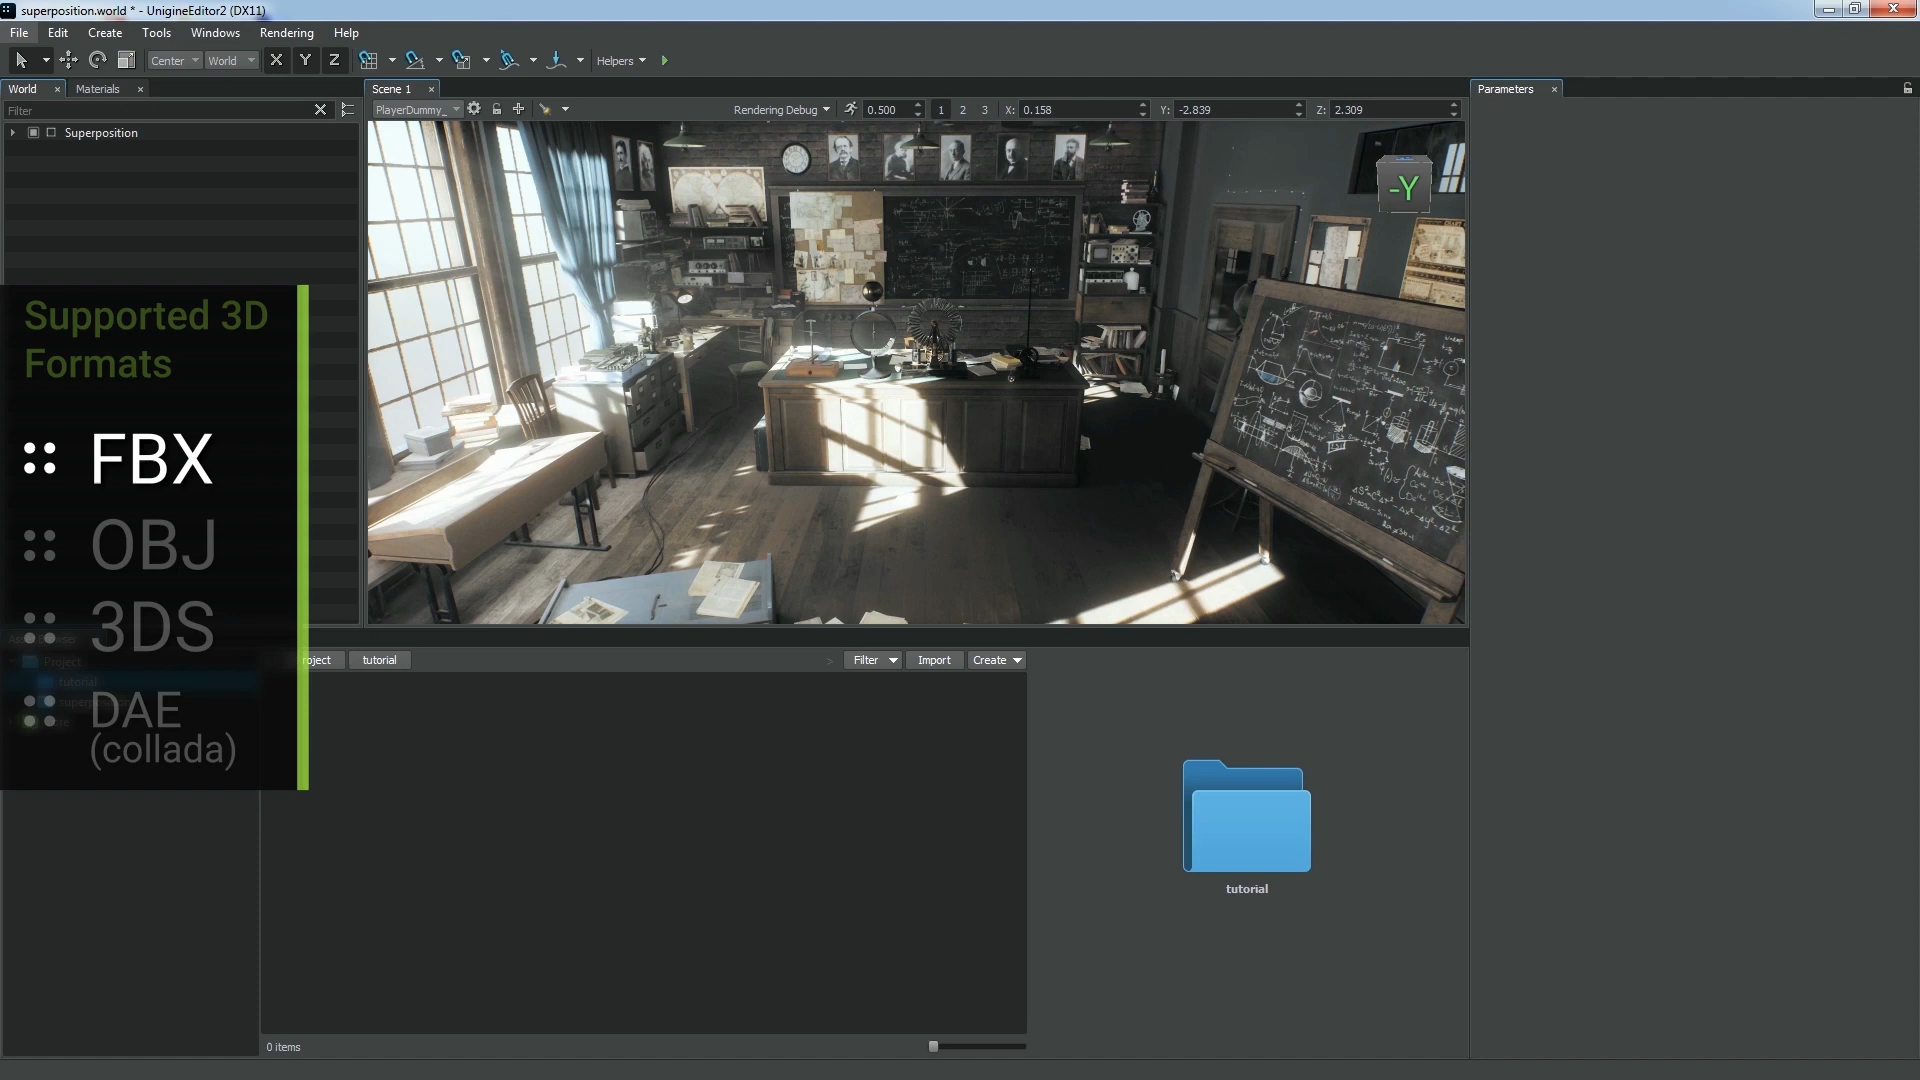 superposition.world * - UnigineEditor2 (DX11)
File Edit Create Tools Windows Rendering Help
Center World X Y Z Helpers
World Materials Scene 1 Parameters
Filter
PlayerDummy_ Rendering Debug 0.500 1 2 3 X: 0.158 Y: -2.839 Z: 2.309
Superposition
-Y
Supported 3D
Formats
FBX
OBJ
3DS
DAE
(collada)
Project
tutorial
roject tutorial > Filter Import Create
tutorial
0 items